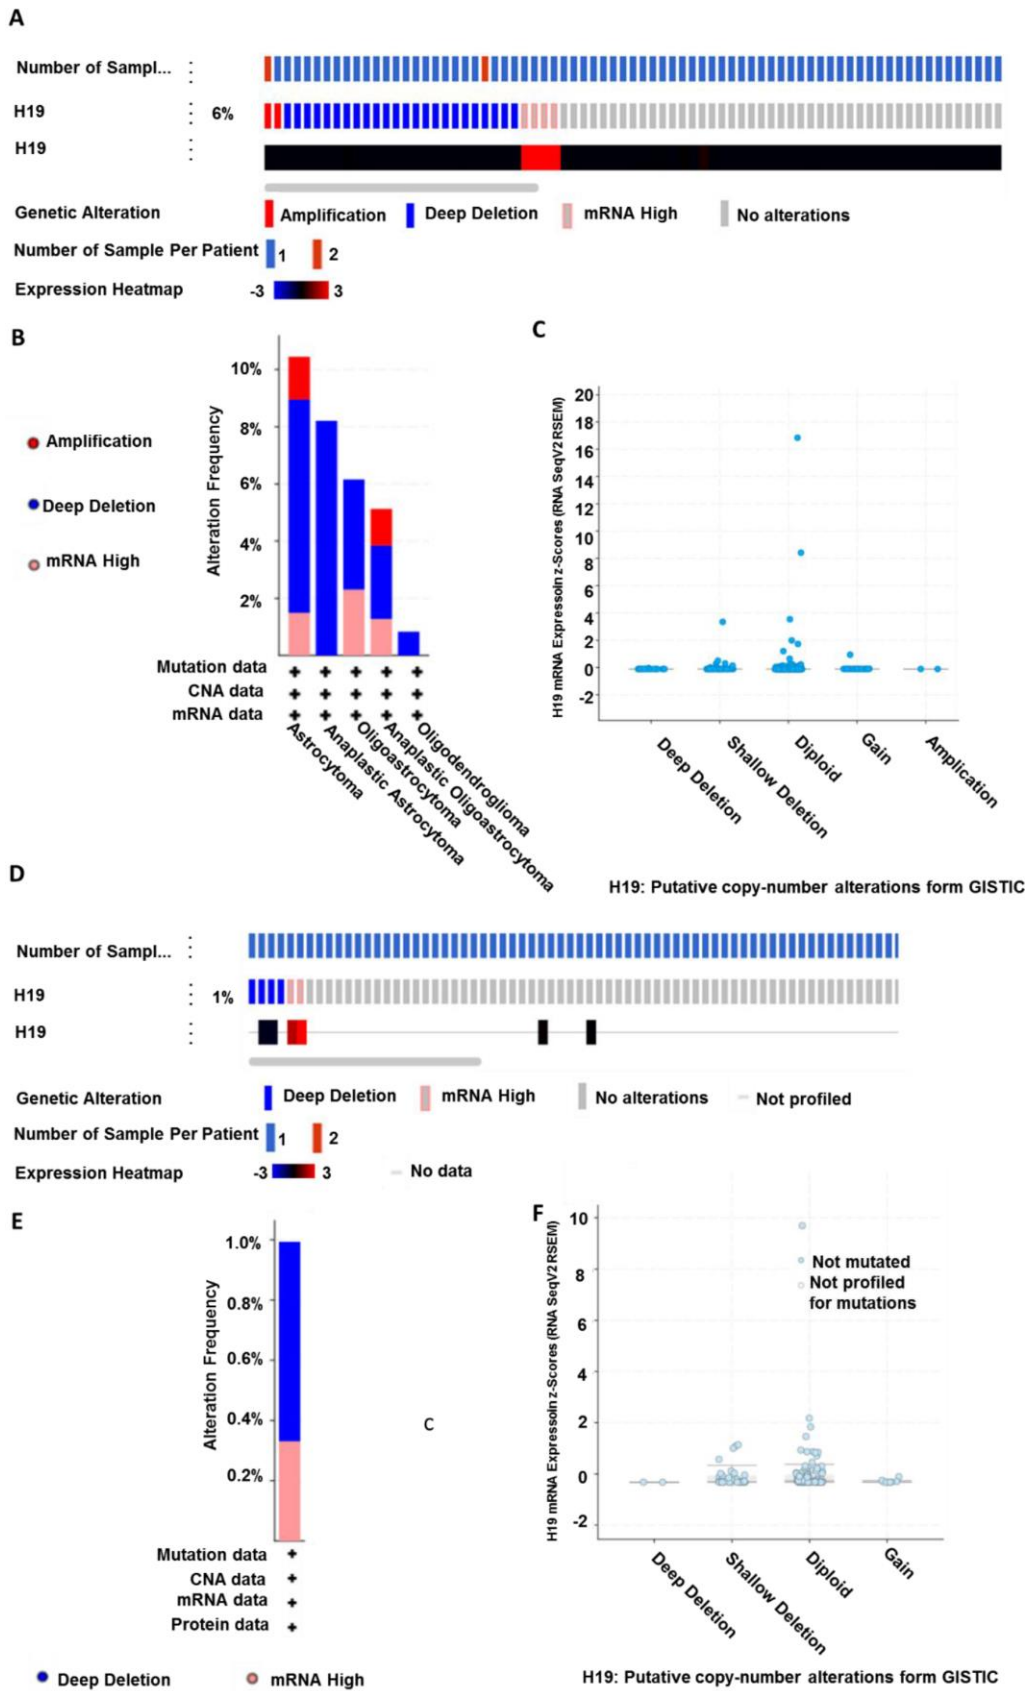 A
Number of Sampl...
H19 6%
H19
Genetic Alteration Amplification Deep Deletion mRNA High No alterations
Number of Sample Per Patient 1 2
Expression Heatmap -3 3
B
Amplification
Deep Deletion
mRNA High
Alteration Frequency
10%
8%
6%
4%
2%
Mutation data + + + + +
CNA data + + + + +
mRNA data + + + + +
Astrocytoma
Anaplastic Astrocytoma
Oligoastrocytoma
Anaplastic Oligoastrocytoma
Oligodendroglioma
C
H19 mRNA Expressoin z-Scores (RNA SeqV2 RSEM)
20
18
16
14
12
10
8
6
4
2
0
-2
Deep Deletion
Shallow Deletion
Diploid
Gain
Amplication
H19: Putative copy-number alterations form GISTIC
D
Number of Sampl...
H19 1%
H19
Genetic Alteration Deep Deletion mRNA High No alterations Not profiled
Number of Sample Per Patient 1 2
Expression Heatmap -3 3 No data
E
Alteration Frequency
1.0%
0.8%
0.6%
0.4%
0.2%
C
Mutation data +
CNA data +
mRNA data +
Protein data +
Deep Deletion mRNA High
F
H19 mRNA Expressoin z-Scores (RNA SeqV2 RSEM)
10
8
6
4
2
0
-2
Not mutated
Not profiled
for mutations
Deep Deletion
Shallow Deletion
Diploid
Gain
H19: Putative copy-number alterations form GISTIC